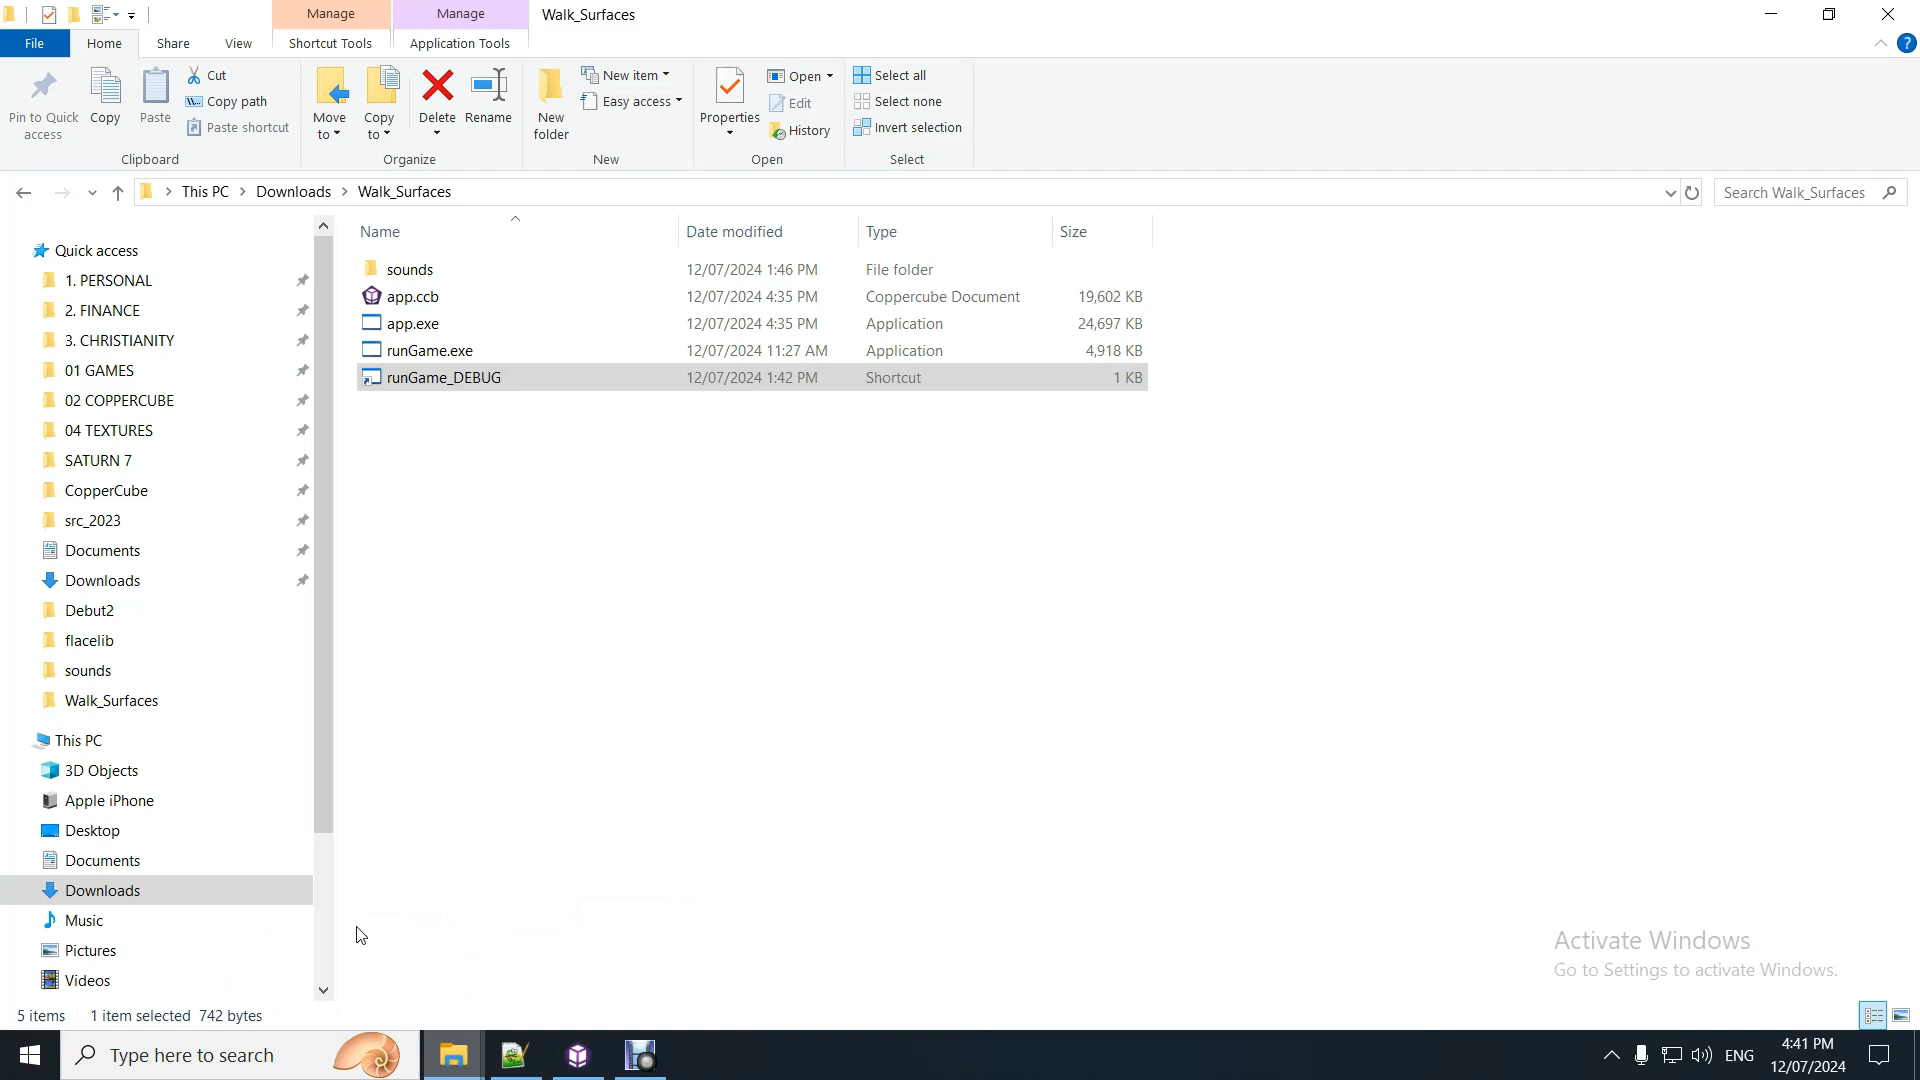 Manage
Manage
Walk_Surfaces
File
Home
Share
View
Shortcut Tools
Application Tools
Pin to Quick access
Copy
Paste
Cut
Copy path
Paste shortcut
Clipboard
Move to
Copy to
Delete
Rename
Organize
New folder
New item
Easy access
New
Properties
Open
Edit
History
Open
Select all
Select none
Invert selection
Select
This PC
Downloads
Walk_Surfaces
Search Walk_Surfaces
Name
Date modified
Type
Size
sounds 12/07/2024 1:46 PM File folder
app.ccb 12/07/2024 4:35 PM Coppercube Document 19,602 KB
app.exe 12/07/2024 4:35 PM Application 24,697 KB
runGame.exe 12/07/2024 11:27 AM Application 4,918 KB
runGame_DEBUG 12/07/2024 1:42 PM Shortcut 1 KB
Quick access
1. PERSONAL
2. FINANCE
3. CHRISTIANITY
01 GAMES
02 COPPERCUBE
04 TEXTURES
SATURN 7
CopperCube
src_2023
Documents
Downloads
Debut2
flacelib
sounds
Walk_Surfaces
This PC
3D Objects
Apple iPhone
Desktop
Documents
Downloads
Music
Pictures
Videos
Activate Windows
Go to Settings to activate Windows.
5 items
1 item selected 742 bytes
Type here to search
ENG
4:41 PM
12/07/2024